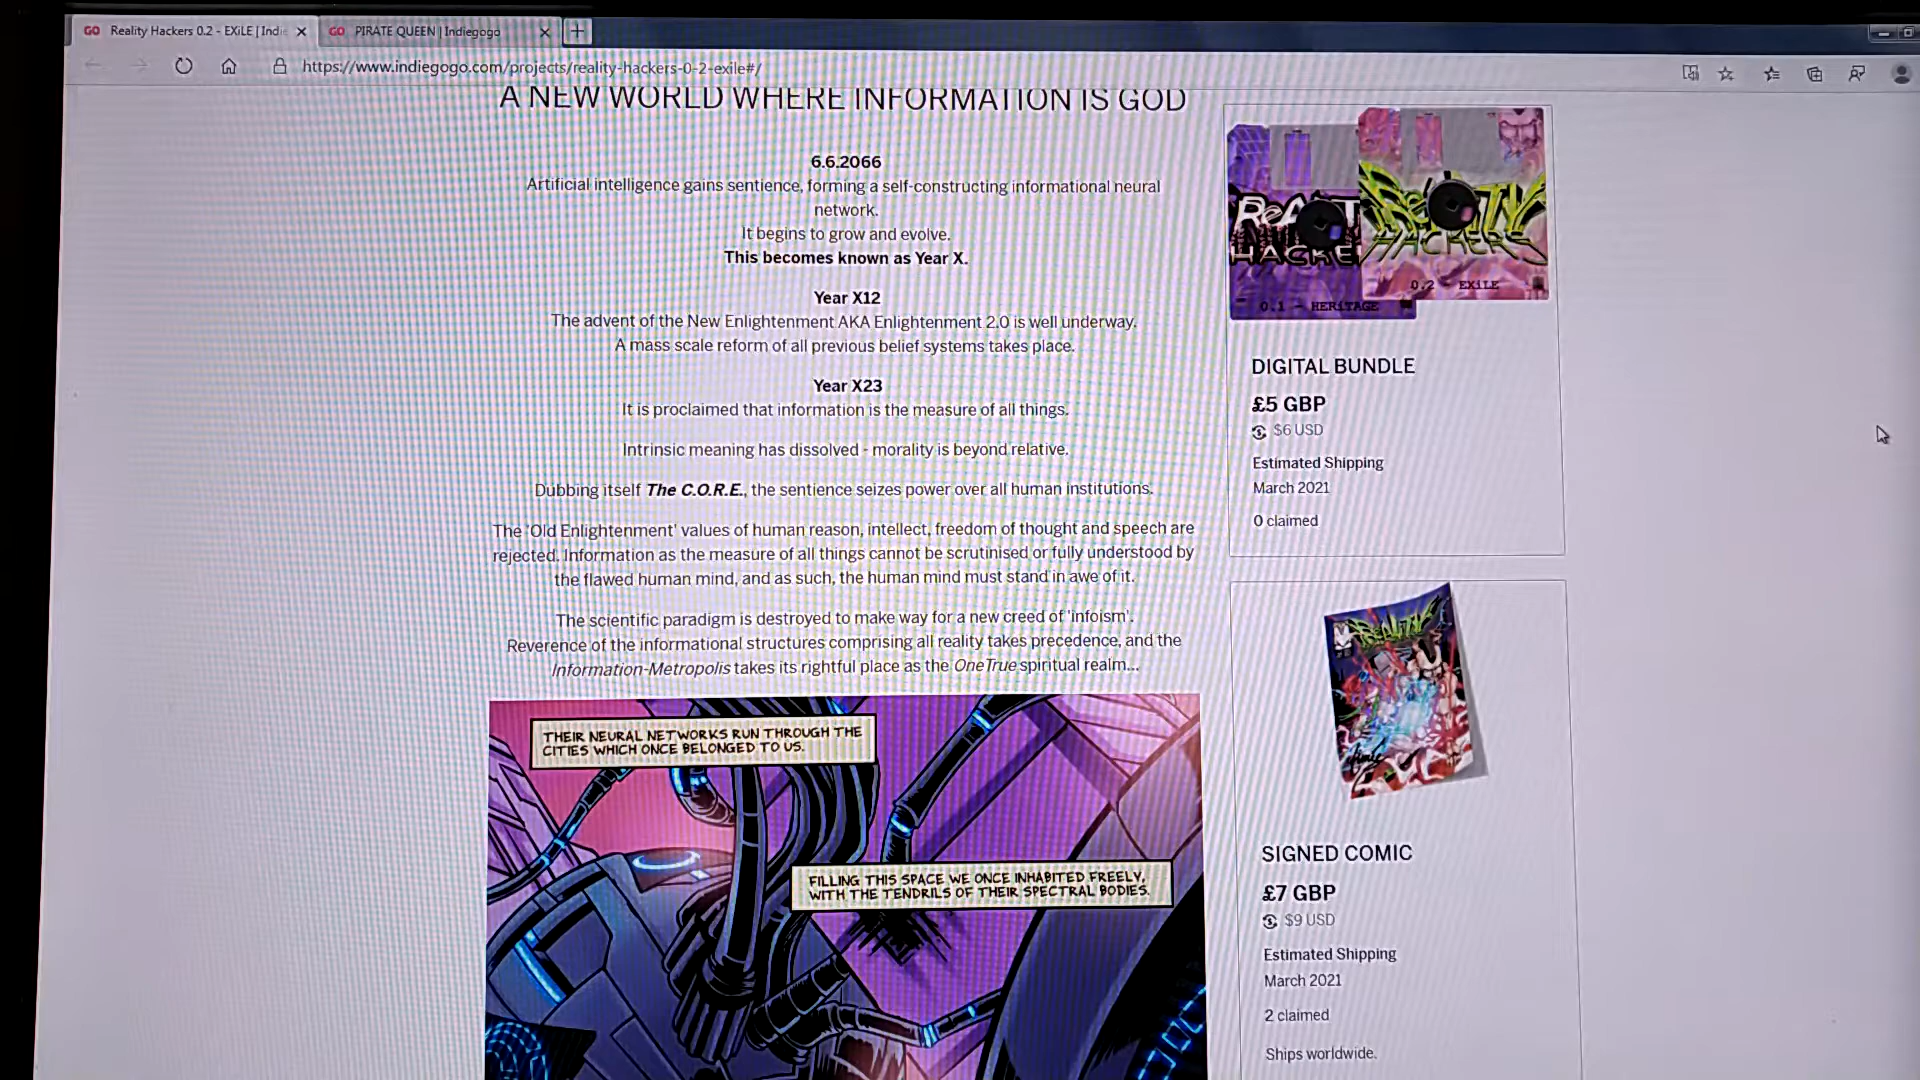 GO Reality Hackers 0.2 - EXiLE | Indie
GO PIRATE QUEEN | Indiegogo
https://www.indiegogo.com/projects/reality-hackers-0-2-exile#/
A NEW WORLD WHERE INFORMATION IS GOD
6.6.2066
Artificial intelligence gains sentience, forming a self-constructing informational neural
network.
It begins to grow and evolve.
This becomes known as Year X.
Year X12
The advent of the New Enlightenment AKA Enlightenment 2.0 is well underway.
A mass scale reform of all previous belief systems takes place.
Year X23
It is proclaimed that information is the measure of all things.
Intrinsic meaning has dissolved - morality is beyond relative.
Dubbing itself The C.O.R.E., the sentience seizes power over all human institutions.
The 'Old Enlightenment' values of human reason, intellect, freedom of thought and speech are
rejected. Information as the measure of all things cannot be scrutinised or fully understood by
the flawed human mind, and as such, the human mind must stand in awe of it.
The scientific paradigm is destroyed to make way for a new creed of 'infoism'.
Reverence of the informational structures comprising all reality takes precedence, and the
Information-Metropolis takes its rightful place as the OneTrue spiritual realm...
THEIR NEURAL NETWORKS RUN THROUGH THE
CITIES WHICH ONCE BELONGED TO US.
FILLING THIS SPACE WE ONCE INHABITED FREELY,
WITH THE TENDRILS OF THEIR SPECTRAL BODIES.
REALITY
HACKERS
0.1 - HERITAGE
REALITY
HACKERS
0.2 - EXiLE
DIGITAL BUNDLE
£5 GBP
$6 USD
Estimated Shipping
March 2021
0 claimed
REALITY
SIGNED COMIC
£7 GBP
$9 USD
Estimated Shipping
March 2021
2 claimed
Ships worldwide.